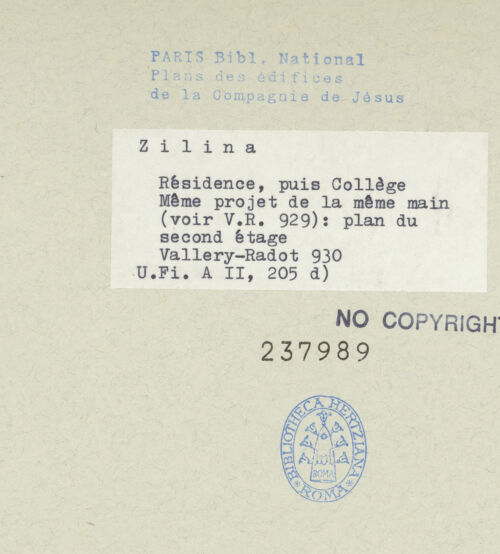 PARIS Bibl. National
Plans des édifices
de la Compagnie de Jésus
Zilina
Résidence, puis Collège
Même projet de la même main
(voir V.R. 929): plan du
second étage
Vallery-Radot 930
U.Fi. A II, 205 d)
NO COPYRIGHT
237989
BIBLIOTHECA HERTZIANA
ROMA
ROMA